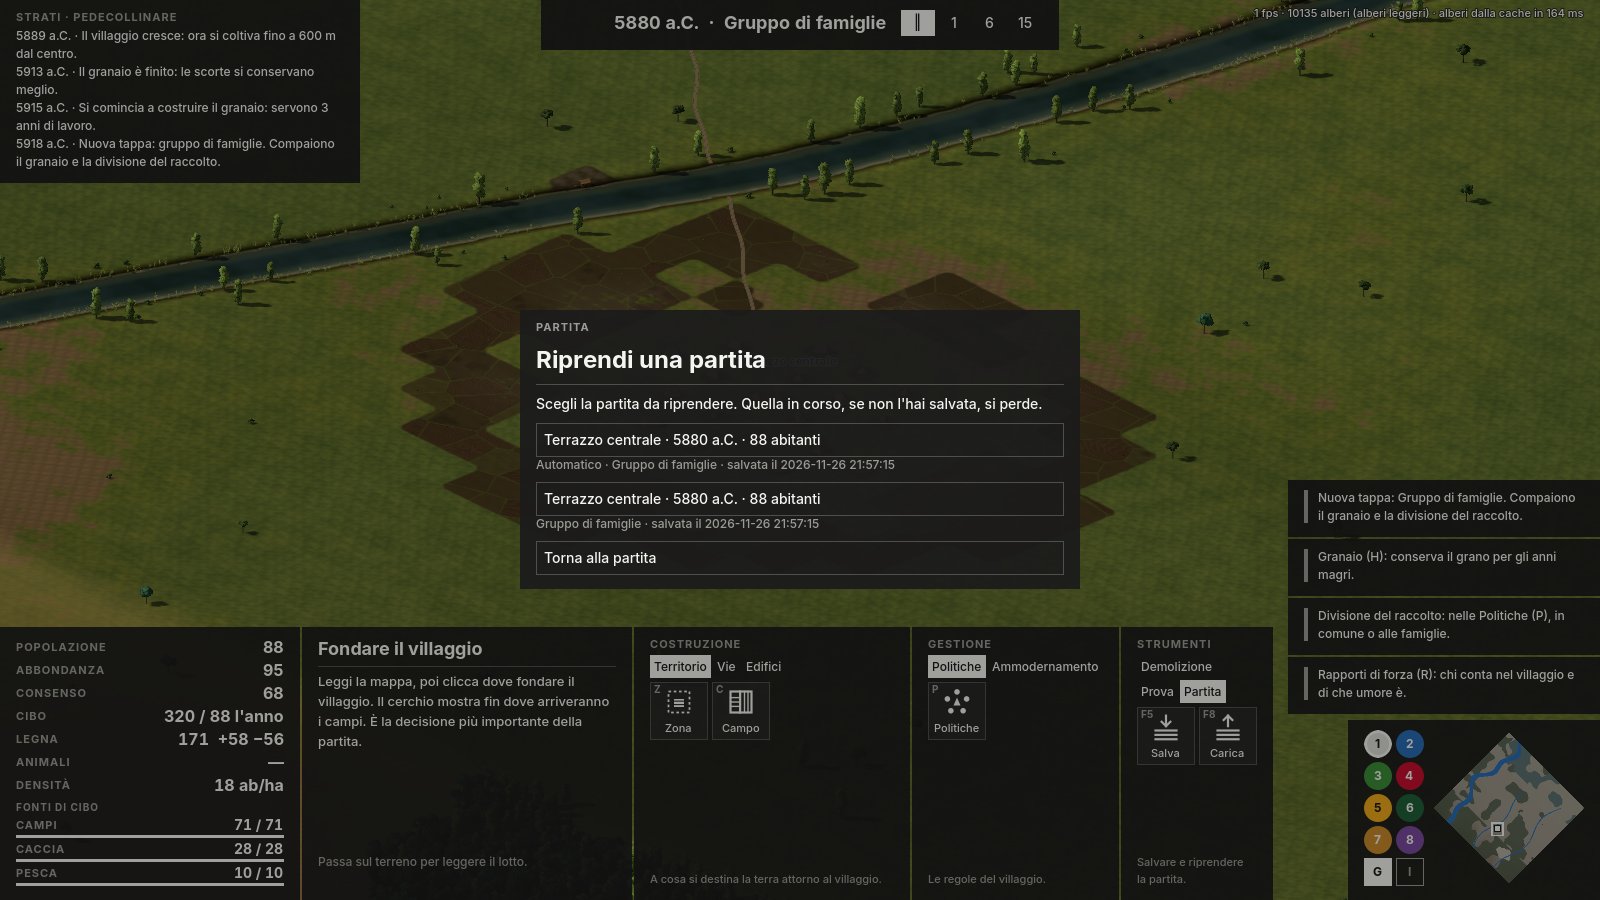 STRATI · PEDECOLLINARE
5889 a.C. · Il villaggio cresce: ora si coltiva fino a 600 m
dal centro.
5913 a.C. · Il granaio è finito: le scorte si conservano
meglio.
5915 a.C. · Si comincia a costruire il granaio: servono 3
anni di lavoro.
5918 a.C. · Nuova tappa: gruppo di famiglie. Compaiono
il granaio e la divisione del raccolto.
5880 a.C. · Gruppo di famiglie 1 6 15
1 fps · 10135 alberi (alberi leggeri) · alberi dalla cache in 164 ms
PARTITA
Riprendi una partita
Scegli la partita da riprendere. Quella in corso, se non l'hai salvata, si perde.
Terrazzo centrale · 5880 a.C. · 88 abitanti
Automatico · Gruppo di famiglie · salvata il 2026-11-26 21:57:15
Terrazzo centrale · 5880 a.C. · 88 abitanti
Gruppo di famiglie · salvata il 2026-11-26 21:57:15
Torna alla partita
Nuova tappa: Gruppo di famiglie. Compaiono
il granaio e la divisione del raccolto.
Granaio (H): conserva il grano per gli anni
magri.
Divisione del raccolto: nelle Politiche (P), in
comune o alle famiglie.
Rapporti di forza (R): chi conta nel villaggio e
di che umore è.
POPOLAZIONE 88
ABBONDANZA 95
CONSENSO 68
CIBO 320 / 88 l'anno
LEGNA 171 +58 −56
ANIMALI —
DENSITÀ 18 ab/ha
FONTI DI CIBO
CAMPI 71 / 71
CACCIA 28 / 28
PESCA 10 / 10
Fondare il villaggio
Leggi la mappa, poi clicca dove fondare il
villaggio. Il cerchio mostra fin dove arriveranno
i campi. È la decisione più importante della
partita.
Passa sul terreno per leggere il lotto.
COSTRUZIONE
Territorio Vie Edifici
Z C
Zona Campo
A cosa si destina la terra attorno al villaggio.
GESTIONE
Politiche Ammodernamento
P
Politiche
Le regole del villaggio.
STRUMENTI
Demolizione
Prova Partita
F5 F8
Salva Carica
Salvare e riprendere
la partita.
1 2
3 4
5 6
7 8
G I